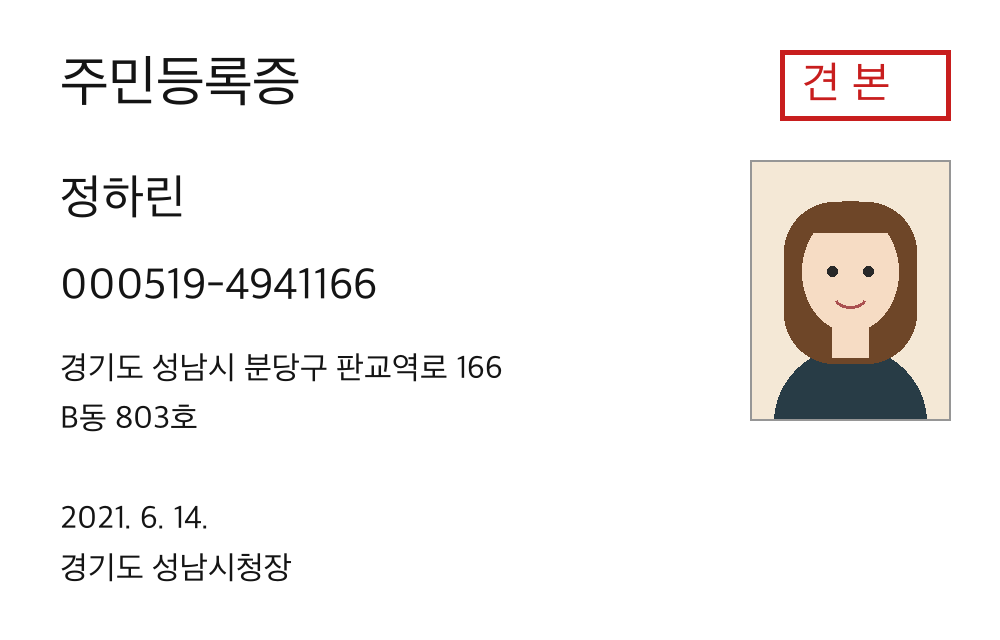 주민등록증
견 본
정하린
000519-4941166
경기도 성남시 분당구 판교역로 166
B동 803호
2021. 6. 14.
경기도 성남시청장